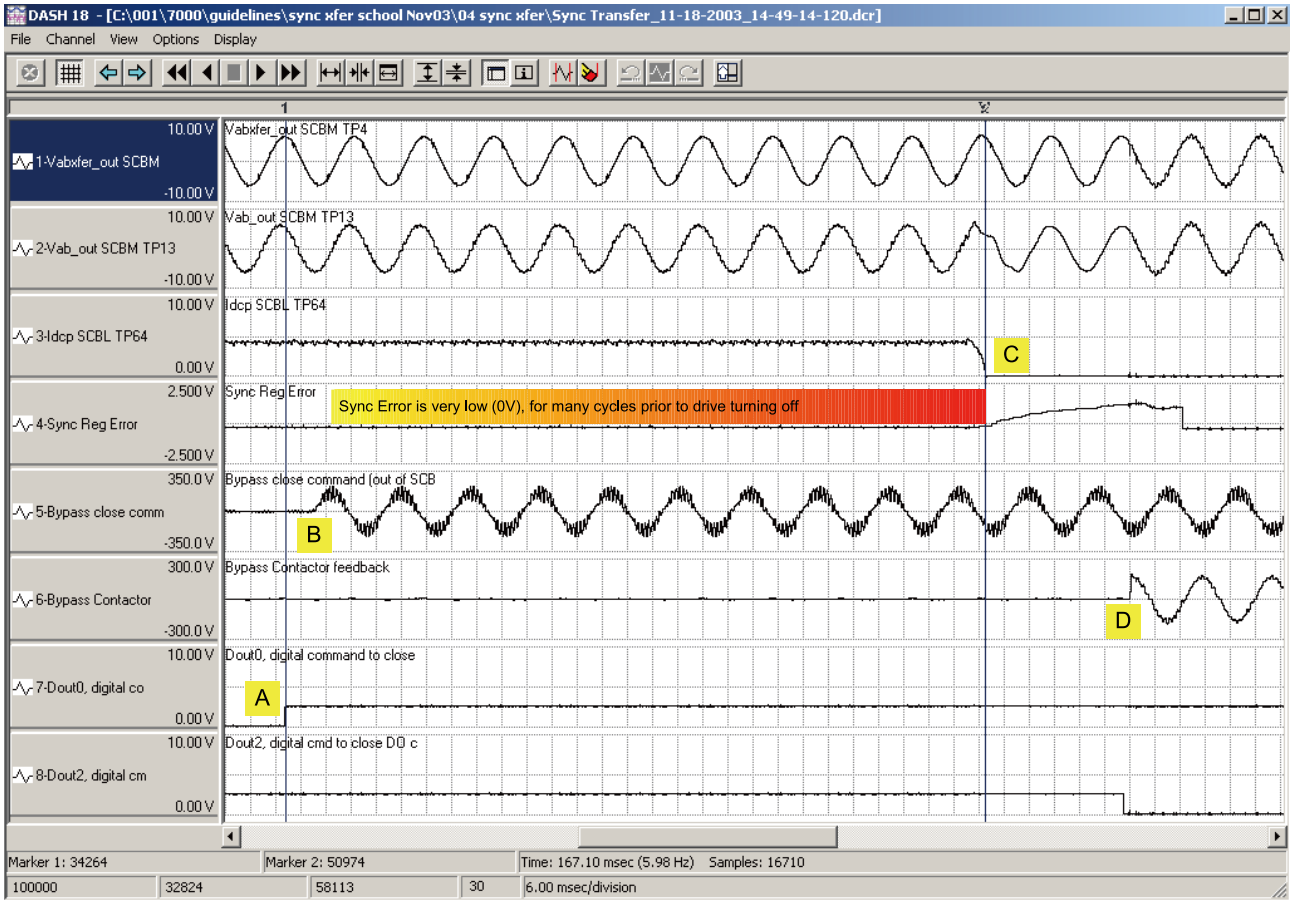 DASH 18 - [C:\001\7000\guidelines\sync xfer school Nov03\04 sync xfer\Sync Transfer_11-18-2003_14-49-14-120.dcr]
File Channel View Options Display
1
2
10.00 V
1-Vabxfer_out SCBM
-10.00 V
Vabxfer_out SCBM TP4
10.00 V
2-Vab_out SCBM TP13
-10.00 V
Vab_out SCBM TP13
10.00 V
3-Idcp SCBL TP64
0.00 V
Idcp SCBL TP64
C
2.500 V
4-Sync Reg Error
-2.500 V
Sync Reg Error
Sync Error is very low (0V), for many cycles prior to drive turning off
350.0 V
5-Bypass close comm
-350.0 V
Bypass close command (out of SCB
B
300.0 V
6-Bypass Contactor
-300.0 V
Bypass Contactor feedback
D
10.00 V
7-Dout0, digital co
0.00 V
Dout0, digital command to close
A
10.00 V
8-Dout2, digital cm
0.00 V
Dout2, digital cmd to close DO c
Marker 1: 34264 Marker 2: 50974 Time: 167.10 msec (5.98 Hz) Samples: 16710
100000 32824 58113 30 6.00 msec/division